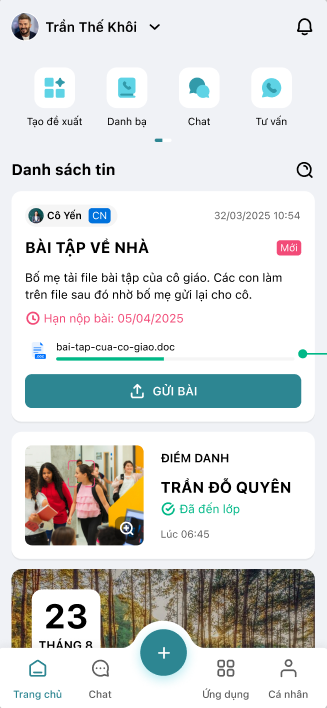 Trần Thế Khôi
Tạo đề xuất
Danh bạ
Chat
Tư vấn
Danh sách tin
Cô Yến
CN
32/03/2025 10:54
BÀI TẬP VỀ NHÀ
Mới
Bố mẹ tải file bài tập của cô giáo. Các con làm
trên file sau đó nhờ bố mẹ gửi lại cho cô.
Hạn nộp bài: 05/04/2025
DOC
bai-tap-cua-co-giao.doc
GỬI BÀI
ĐIỂM DANH
TRẦN ĐỖ QUYÊN
Đã đến lớp
Lúc 06:45
23
THÁNG 8
Trang chủ
Chat
Ứng dụng
Cá nhân